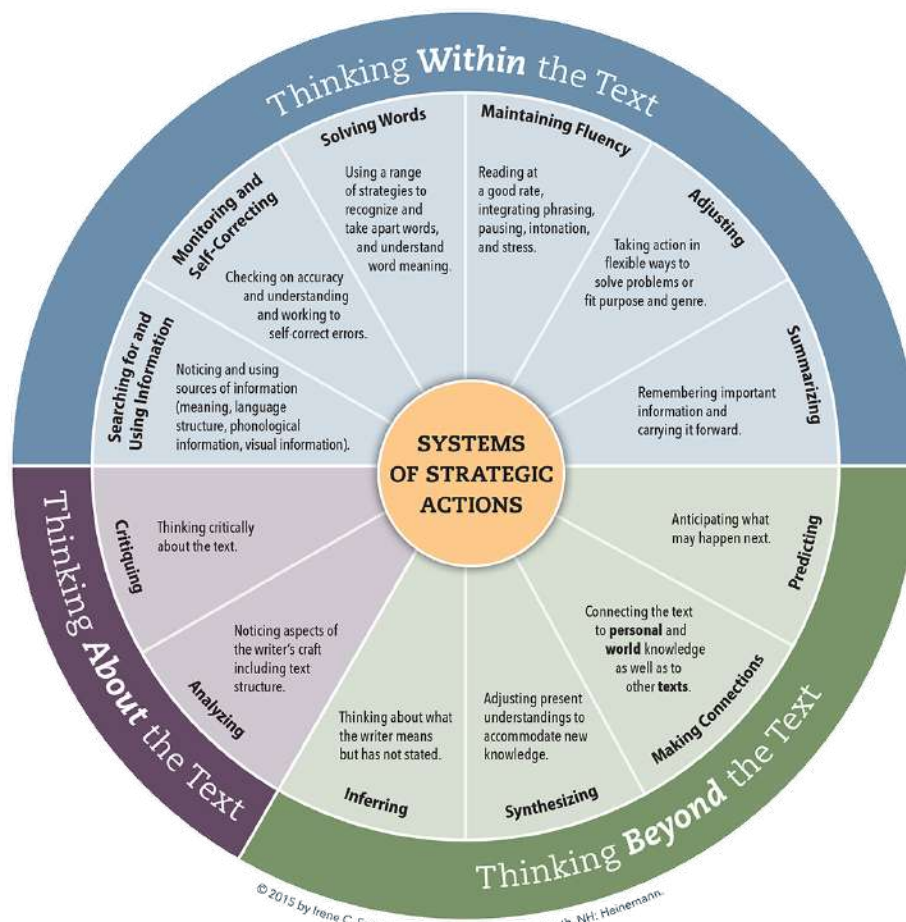 Thinking Within the Text
Searching for and
Using Information
Noticing and using
sources of information
(meaning, language
structure, phonological
information, visual information).
Monitoring and
Self-Correcting
Checking on accuracy
and understanding
and working to
self-correct errors.
Solving Words
Using a range
of strategies to
recognize and
take apart words,
and understand
word meaning.
Maintaining Fluency
Reading at
a good rate,
integrating phrasing,
pausing, intonation,
and stress.
Adjusting
Taking action in
flexible ways to
solve problems or
fit purpose and genre.
Summarizing
Remembering important
information and
carrying it forward.
SYSTEMS
OF STRATEGIC
ACTIONS
Thinking Beyond the Text
Predicting
Anticipating what
may happen next.
Making Connections
Connecting the text
to personal and
world knowledge
as well as to
other texts.
Synthesizing
Adjusting present
understandings to
accommodate new
knowledge.
Inferring
Thinking about what
the writer means
but has not stated.
Thinking About the Text
Analyzing
Noticing aspects of
the writer's craft
including text
structure.
Critiquing
Thinking critically
about the text.
© 2015 by Irene C. NH: Heinemann.